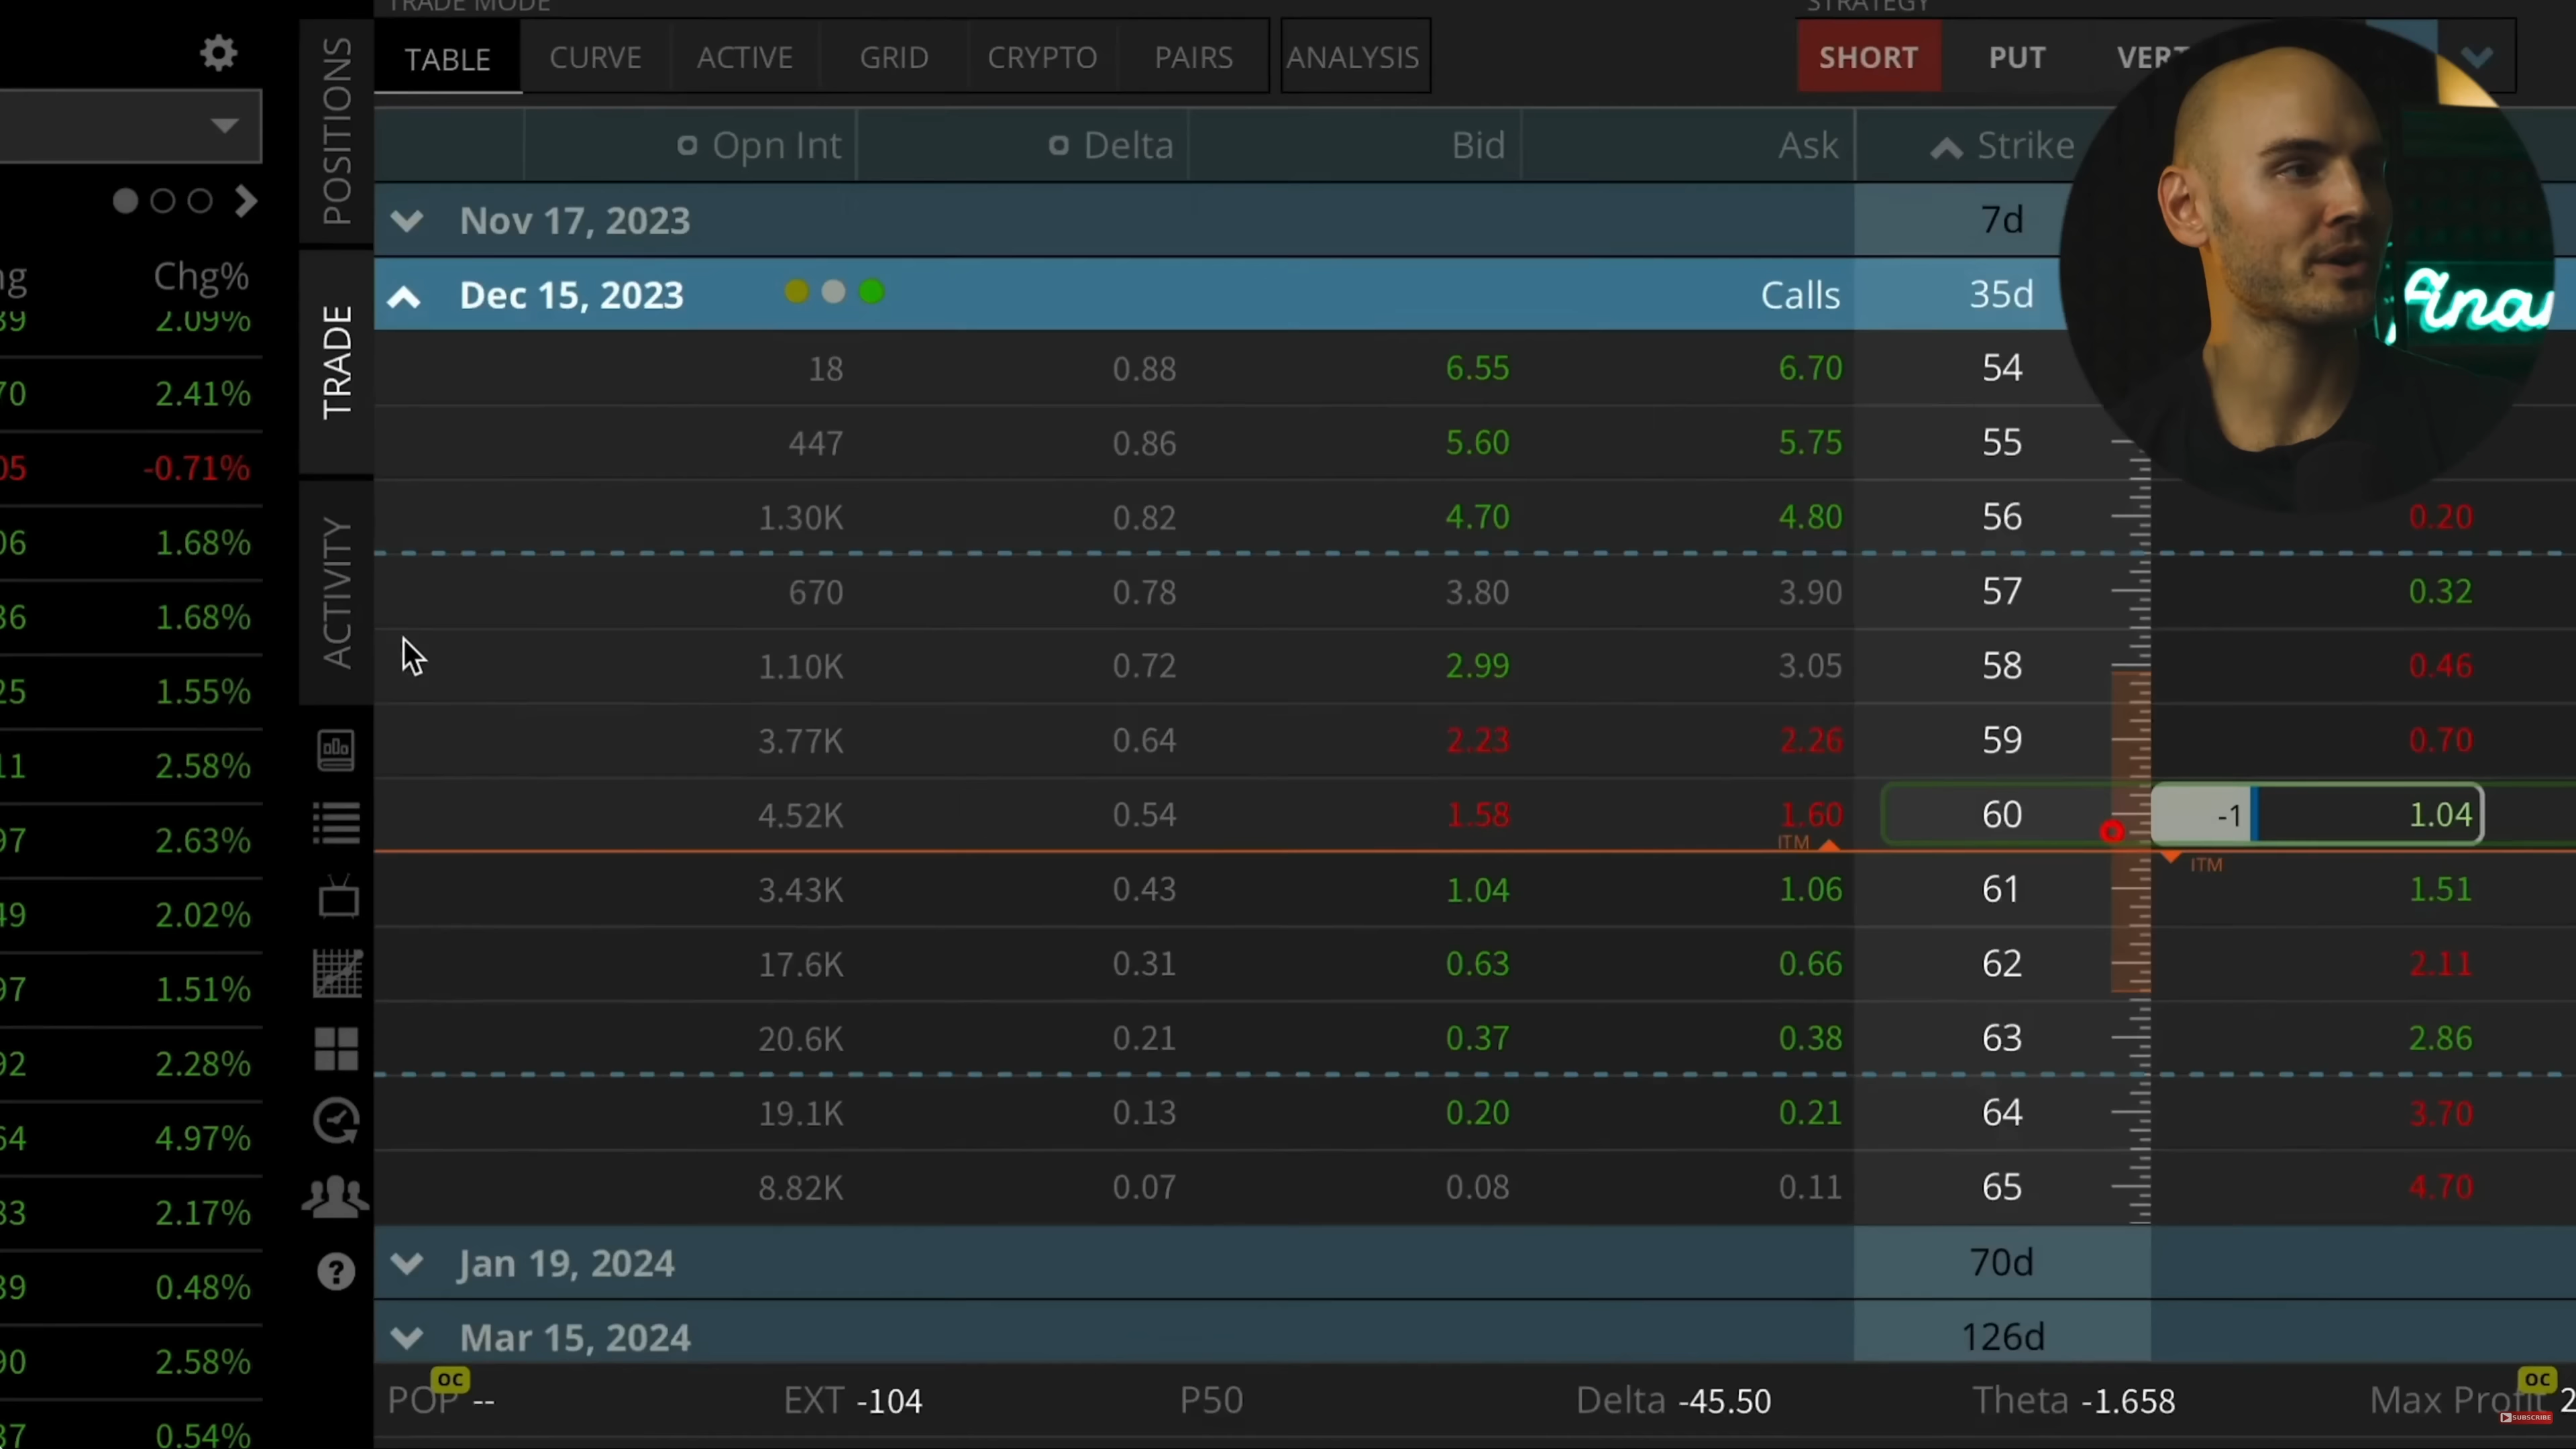 TRADE MODE
STRATEGY
TABLE CURVE ACTIVE GRID CRYPTO PAIRS ANALYSIS
SHORT PUT
POSITIONS
TRADE
ACTIVITY
Chg%
2.09%
2.41%
-0.71%
1.68%
1.68%
1.55%
2.58%
2.63%
2.02%
1.51%
2.28%
4.97%
2.17%
0.48%
2.58%
0.54%
Opn Int Delta Bid Ask Strike
Nov 17, 2023 7d
Dec 15, 2023 Calls 35d
18 0.88 6.55 6.70 54
447 0.86 5.60 5.75 55
1.30K 0.82 4.70 4.80 56 0.20
670 0.78 3.80 3.90 57 0.32
1.10K 0.72 2.99 3.05 58 0.46
3.77K 0.64 2.23 2.26 59 0.70
4.52K 0.54 1.58 1.60 60 -1 1.04
ITM ITM
3.43K 0.43 1.04 1.06 61 1.51
17.6K 0.31 0.63 0.66 62 2.11
20.6K 0.21 0.37 0.38 63 2.86
19.1K 0.13 0.20 0.21 64 3.70
8.82K 0.07 0.08 0.11 65 4.70
Jan 19, 2024 70d
Mar 15, 2024 126d
OC OC
POP -- EXT -104 P50 Delta -45.50 Theta -1.658 Max Profit 2
SUBSCRIBE